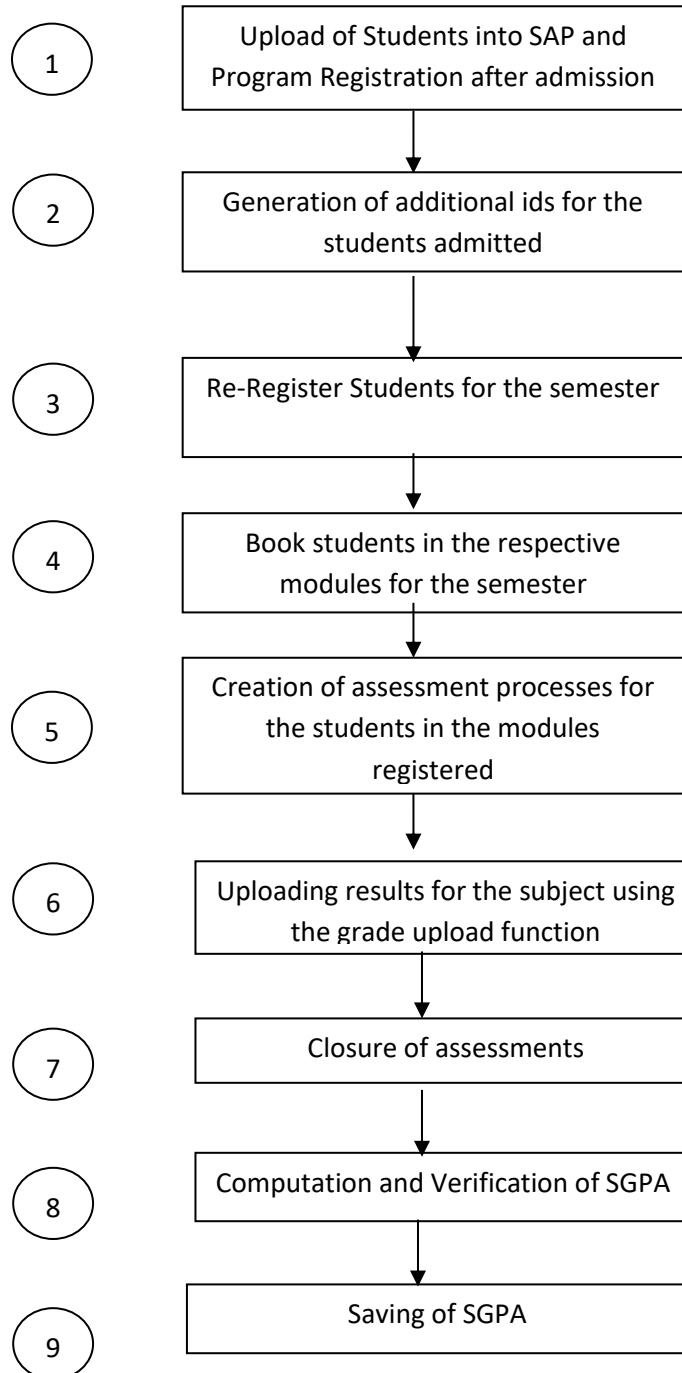 1
Upload of Students into SAP and
Program Registration after admission
2
Generation of additional ids for the
students admitted
3
Re-Register Students for the semester
4
Book students in the respective
modules for the semester
5
Creation of assessment processes for
the students in the modules
registered
6
Uploading results for the subject using
the grade upload function
7
Closure of assessments
8
Computation and Verification of SGPA
9
Saving of SGPA